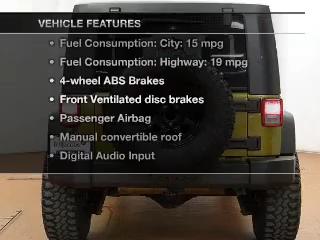 VEHICLE FEATURES
• Fuel Consumption: City: 15 mpg
• Fuel Consumption: Highway: 19 mpg
• 4-wheel ABS Brakes
• Front Ventilated disc brakes
• Passenger Airbag
• Manual convertible roof
• Digital Audio Input